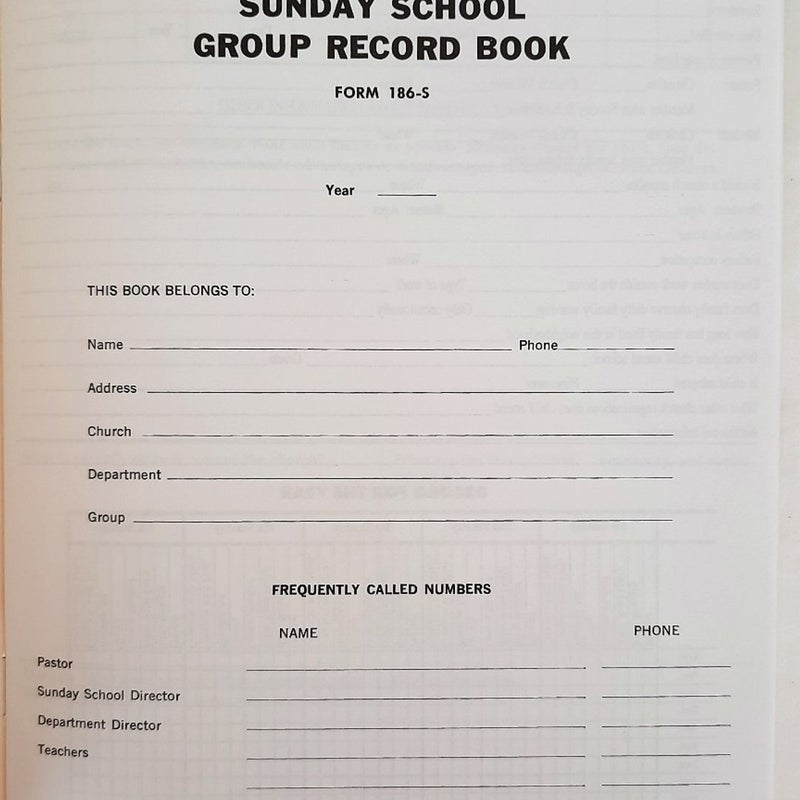 SUNDAY SCHOOL
GROUP RECORD BOOK
FORM 186-S
Year
THIS BOOK BELONGS TO:
Name Phone
Address
Church
Department
Group
FREQUENTLY CALLED NUMBERS
NAME PHONE
Pastor
Sunday School Director
Department Director
Teachers